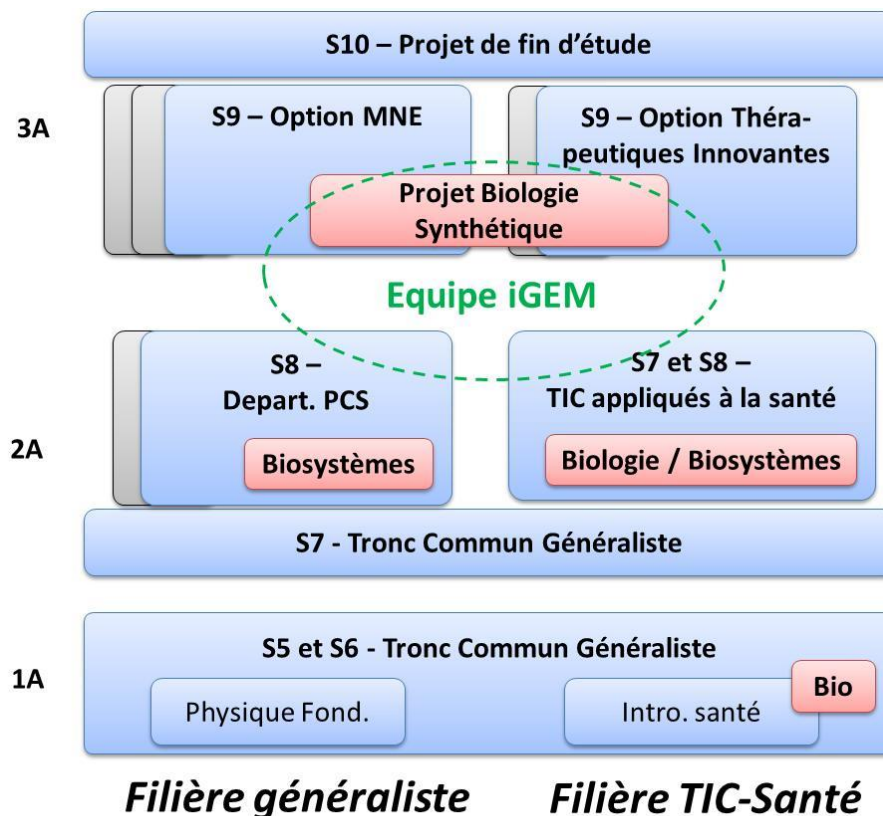 S10 – Projet de fin d'étude
3A
S9 – Option MNE
S9 – Option Théra-
peutiques Innovantes
Projet Biologie
Synthétique
Equipe iGEM
2A
S8 –
Depart. PCS
Biosystèmes
S7 et S8 –
TIC appliqués à la santé
Biologie / Biosystèmes
S7 - Tronc Commun Généraliste
1A
S5 et S6 - Tronc Commun Généraliste
Physique Fond.
Intro. santé
Bio
Filière généraliste
Filière TIC-Santé